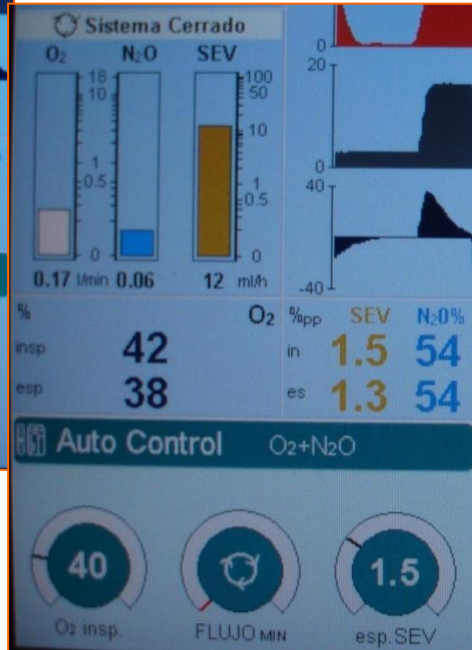 Sistema Cerrado
O2 N2O SEV
18 100
10 50
10
1
0.5 1
0.5
0 0
0.17 l/min 0.06 12 ml/h
0
20
0
40
-40
% O2
insp 42
esp 38
%pp SEV N20%
in 1.5 54
es 1.3 54
Auto Control O2+N2O
40 1.5
O2 insp. FLUJO MIN esp.SEV